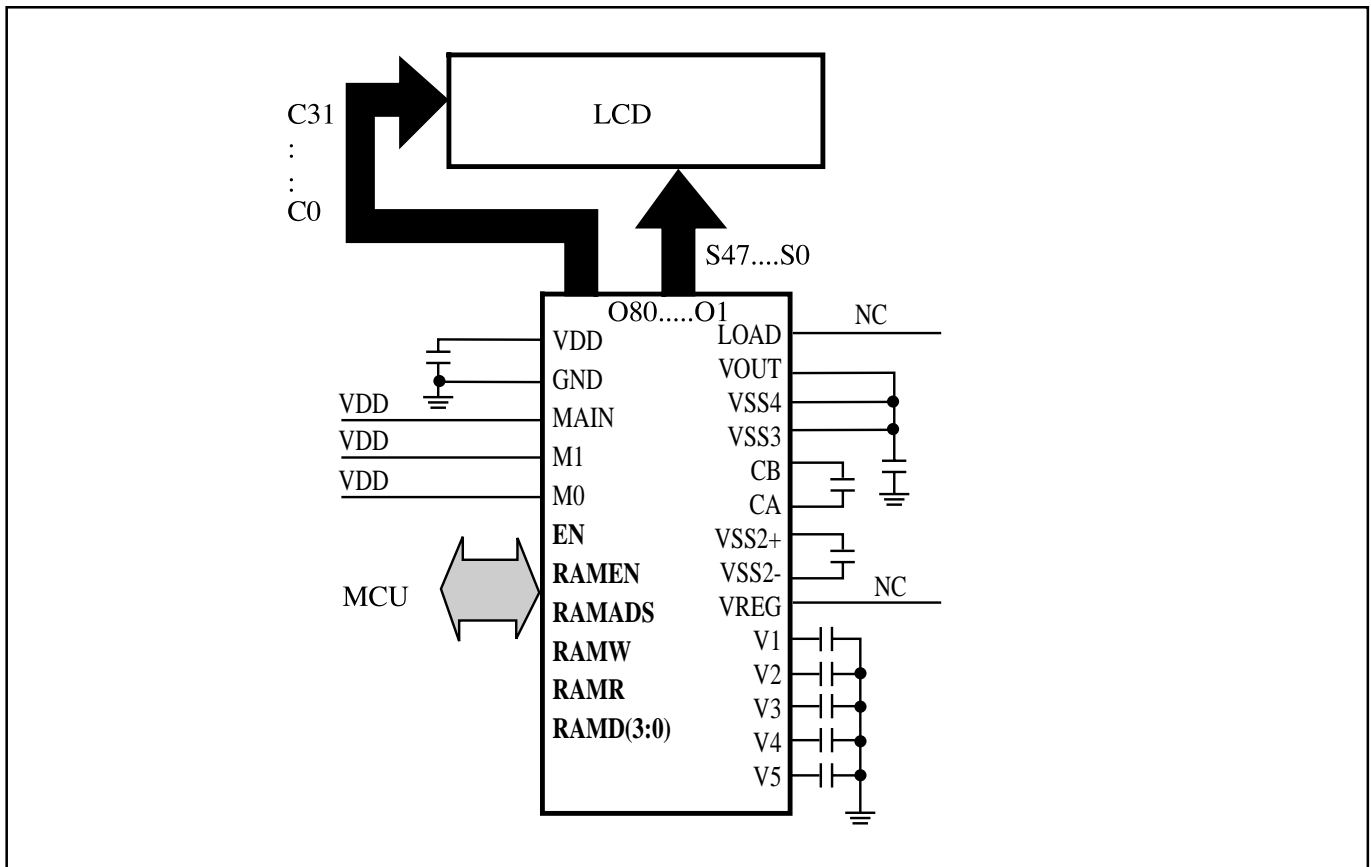 C31
:
:
C0
LCD
S47....S0
O80.....O1
VDD
GND
VDD
MAIN
VDD
M1
VDD
M0
EN
RAMEN
MCU
RAMADS
RAMW
RAMR
RAMD(3:0)
LOAD
NC
VOUT
VSS4
VSS3
CB
CA
VSS2+
VSS2-
VREG
NC
V1
V2
V3
V4
V5